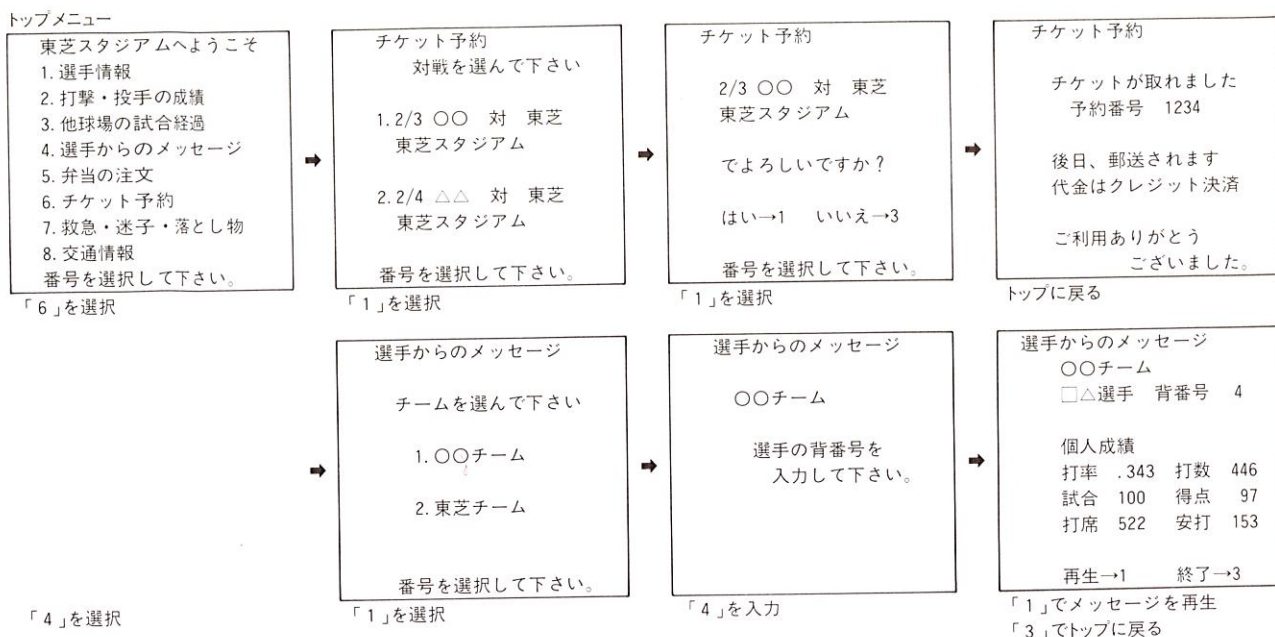 トップメニュー
東芝スタジアムへようこそ
1. 選手情報
2. 打撃・投手の成績
3. 他球場の試合経過
4. 選手からのメッセージ
5. 弁当の注文
6. チケット予約
7. 救急・迷子・落とし物
8. 交通情報
番号を選択して下さい。
「6」を選択
➡
チケット予約
対戦を選んで下さい
1. 2/3 〇〇 対 東芝
東芝スタジアム
2. 2/4 △△ 対 東芝
東芝スタジアム
番号を選択して下さい。
「1」を選択
➡
チケット予約
2/3 〇〇 対 東芝
東芝スタジアム
でよろしいですか？
はい→1 いいえ→3
番号を選択して下さい。
「1」を選択
➡
チケット予約
チケットが取れました
予約番号 1234
後日、郵送されます
代金はクレジット決済
ご利用ありがとう
ございました。
トップに戻る
「4」を選択
➡
選手からのメッセージ
チームを選んで下さい
1. 〇〇チーム
2. 東芝チーム
番号を選択して下さい。
「1」を選択
➡
選手からのメッセージ
〇〇チーム
選手の背番号を
入力して下さい。
「4」を入力
➡
選手からのメッセージ
〇〇チーム
□△選手 背番号 4
個人成績
打率 .343 打数 446
試合 100 得点 97
打席 522 安打 153
再生→1 終了→3
「1」でメッセージを再生
「3」でトップに戻る